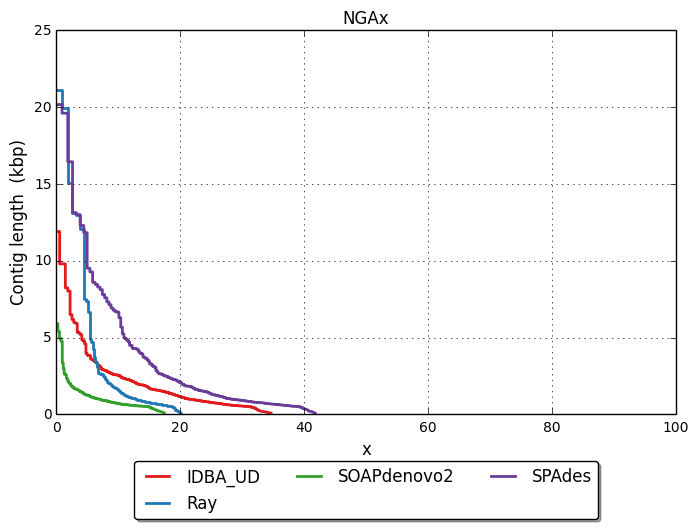 NGAx
25
20
15
10
5
0
Contig length (kbp)
0 20 40 60 80 100
x
IDBA_UD SOAPdenovo2 SPAdes
Ray